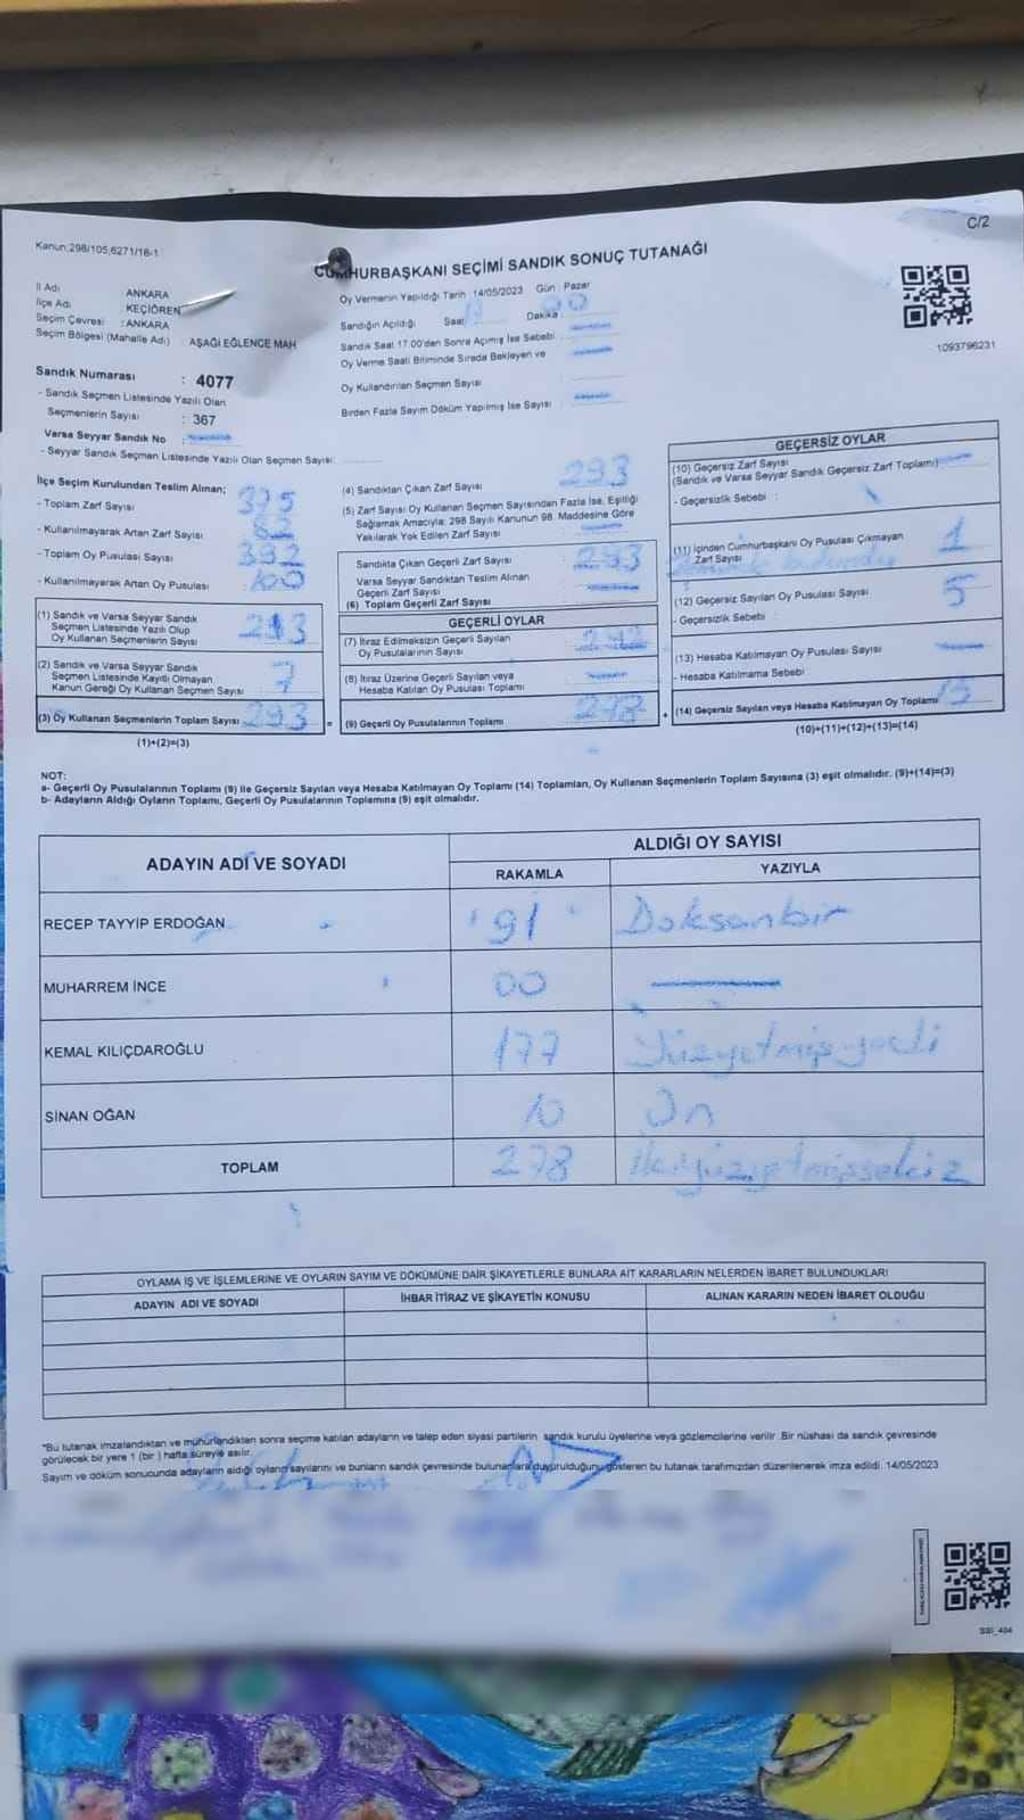 C/2
Kanun:298/105,6271/16-1
CUMHURBAŞKANI SEÇİMİ SANDIK SONUÇ TUTANAĞI
İl Adı ANKARA
İlçe Adı KEÇİÖREN
Seçim Çevresi : ANKARA
Seçim Bölgesi (Mahalle Adı) : AŞAĞI EĞLENCE MAH
Oy Vermenin Yapıldığı Tarih :14/05/2023 Gün : Pazar
Sandığın Açıldığı Saat Dakika : 00
Sandık Saat 17.00'den Sonra Açımış İse Sebebi :
Oy Verme Saati Bitiminde Sırada Bekleyen ve
Oy Kullandırılan Seçmen Sayısı
Birden Fazla Sayım Döküm Yapılmış İse Sayısı
1093796231
Sandık Numarası : 4077
- Sandık Seçmen Listesinde Yazılı Olan
Seçmenlerin Sayısı : 367
Varsa Seyyar Sandık No :
- Seyyar Sandık Seçmen Listesinde Yazılı Olan Seçmen Sayısı:
İlçe Seçim Kurulundan Teslim Alınan;
- Toplam Zarf Sayısı 375
- Kullanılmayarak Artan Zarf Sayısı 82
- Toplam Oy Pusulası Sayısı 392
- Kullanılmayarak Artan Oy Pusulası 100
(1) Sandık ve Varsa Seyyar Sandık
Seçmen Listesinde Yazılı Olup
Oy Kullanan Seçmenlerin Sayısı
(2) Sandık ve Varsa Seyyar Sandık
Seçmen Listesinde Kayıtlı Olmayan
Kanun Gereği Oy Kullanan Seçmen Sayısı 7
(3) Oy Kullanan Seçmenlerin Toplam Sayısı 293
(1)+(2)=(3)
(4) Sandıktan Çıkan Zarf Sayısı 293
(5) Zarf Sayısı Oy Kullanan Seçmen Sayısından Fazla İse, Eşitliği
Sağlamak Amacıyla; 298 Sayılı Kanunun 98. Maddesine Göre
Yakılarak Yok Edilen Zarf Sayısı
Sandıkta Çıkan Geçerli Zarf Sayısı 293
Varsa Seyyar Sandıktan Teslim Alınan
Geçerli Zarf Sayısı
(6) Toplam Geçerli Zarf Sayısı
GEÇERLİ OYLAR
(7) İtiraz Edilmeksizin Geçerli Sayılan
Oy Pusulalarının Sayısı
(8) İtiraz Üzerine Geçerli Sayılan veya
Hesaba Katılan Oy Pusulası Toplamı
= (9) Geçerli Oy Pusulalarının Toplamı 278 +
GEÇERSİZ OYLAR
(10) Geçersiz Zarf Sayısı
(Sandık ve Varsa Seyyar Sandık Geçersiz Zarf Toplamı)
- Geçersizlik Sebebi :
(11) İçinden Cumhurbaşkanı Oy Pusulası Çıkmayan
Zarf Sayısı 1
(12) Geçersiz Sayılan Oy Pusulası Sayısı 5
- Geçersizlik Sebebi :
(13) Hesaba Katılmayan Oy Pusulası Sayısı
- Hesaba Katılmama Sebebi
(14) Geçersiz Sayılan veya Hesaba Katılmayan Oy Toplamı 15
(10)+(11)+(12)+(13)=(14)
NOT:
a- Geçerli Oy Pusulalarının Toplamı (9) ile Geçersiz Sayılan veya Hesaba Katılmayan Oy Toplamı (14) Toplamları, Oy Kullanan Seçmenlerin Toplam Sayısına (3) eşit olmalıdır. (9)+(14)=(3)
b- Adayların Aldığı Oyların Toplamı, Geçerli Oy Pusulalarının Toplamına (9) eşit olmalıdır.
ADAYIN ADI VE SOYADI ALDIĞI OY SAYISI
RAKAMLA YAZIYLA
RECEP TAYYİP ERDOĞAN 91 Doksanbir
MUHARREM İNCE 00
KEMAL KILIÇDAROĞLU 177 Yüzyetmişyedi
SİNAN OĞAN 10 On
TOPLAM 278 İkiyüzyetmişsekiz
OYLAMA İŞ VE İŞLEMLERİNE VE OYLARIN SAYIM VE DÖKÜMÜNE DAİR ŞİKAYETLERLE BUNLARA AİT KARARLARIN NELERDEN İBARET BULUNDUKLARI
ADAYIN ADI VE SOYADI İHBAR İTİRAZ VE ŞİKAYETİN KONUSU ALINAN KARARIN NEDEN İBARET OLDUĞU
*Bu tutanak imzalandıktan ve mühürlendikten sonra seçime katılan adayların ve talep eden siyasi partilerin sandık kurulu üyelerine veya gözlemcilerine verilir. Bir nüshası da sandık çevresinde
görülecek bir yere 1 (bir) hafta süreyle asılır.
Sayım ve döküm sonucunda adayların aldığı oyların sayılarını ve bunların sandık çevresinde bulunanlara duyurulduğunu gösteren bu tutanak tarafımızdan düzenlenerek imza edildi. 14/05/2023